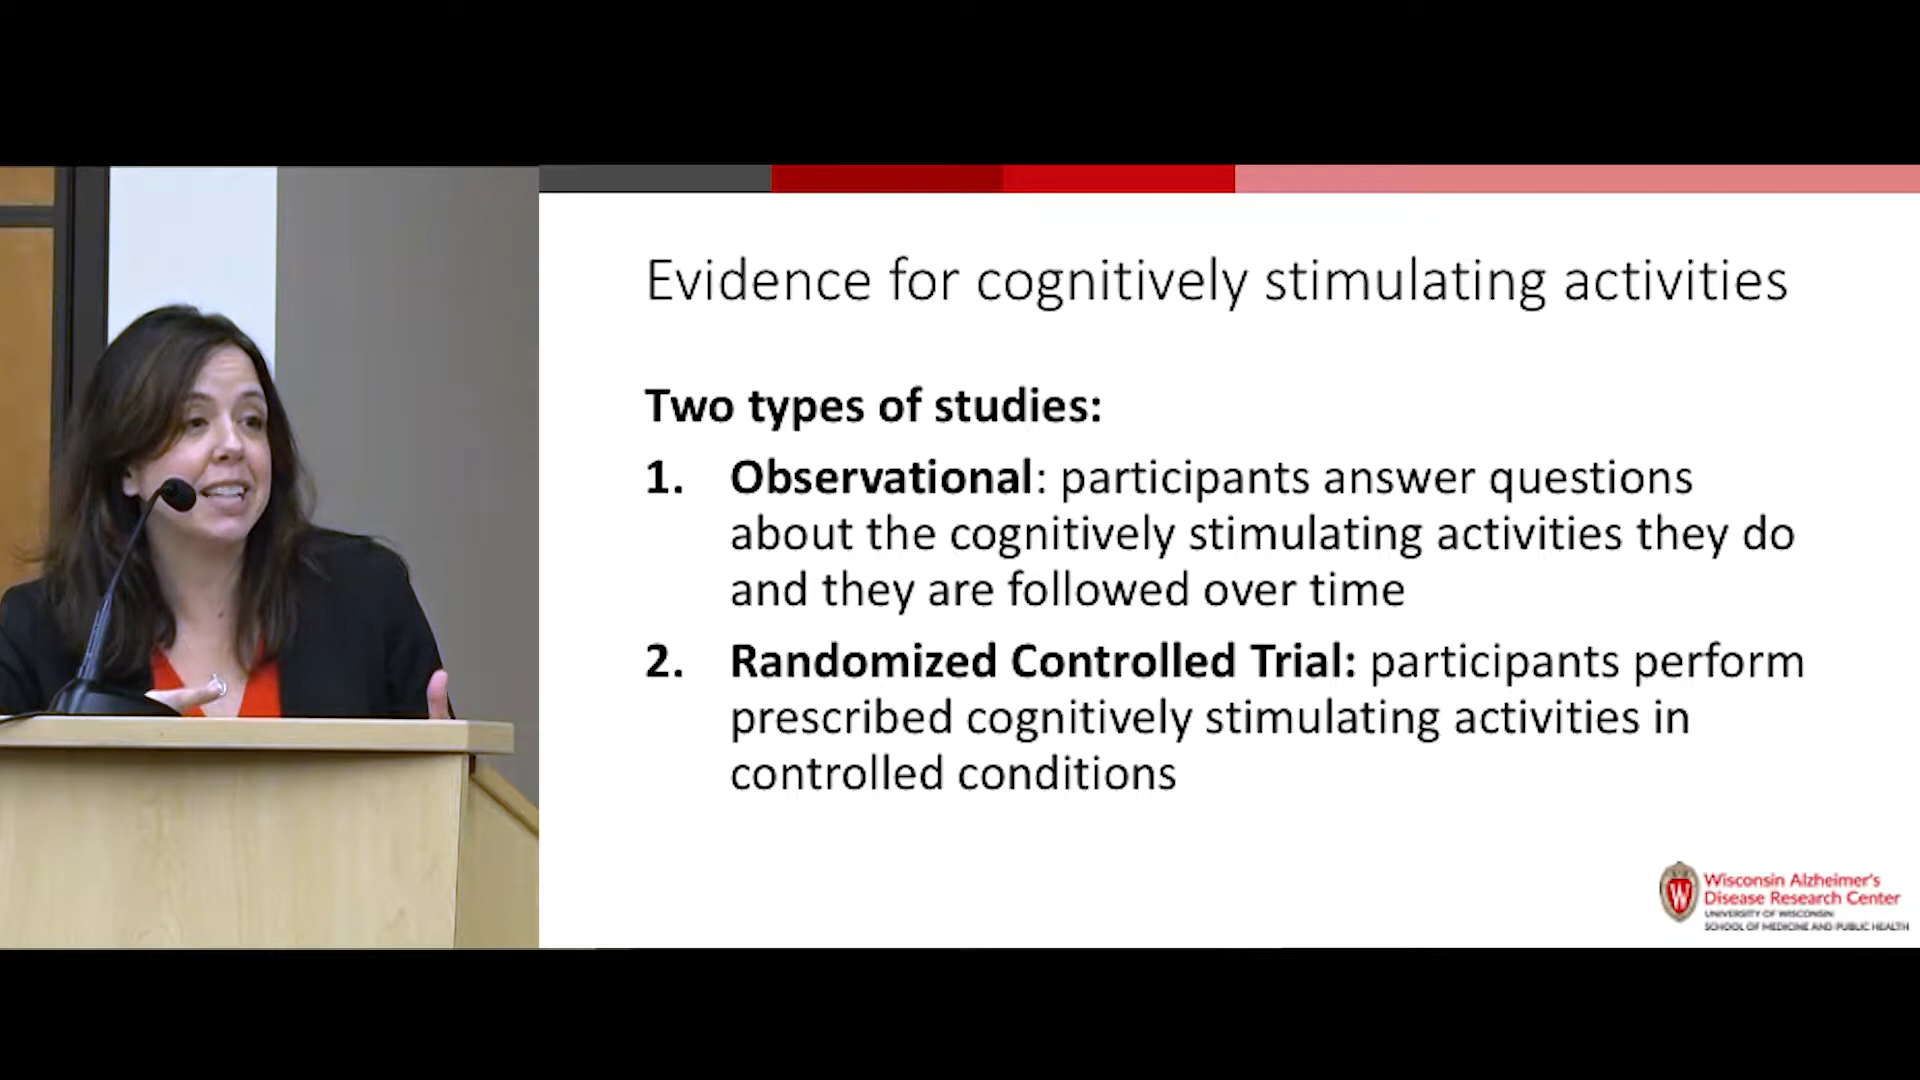 Evidence for cognitively stimulating activities
Two types of studies:
1. Observational: participants answer questions
about the cognitively stimulating activities they do
and they are followed over time
2. Randomized Controlled Trial: participants perform
prescribed cognitively stimulating activities in
controlled conditions
W
Wisconsin Alzheimer's
Disease Research Center
UNIVERSITY OF WISCONSIN
SCHOOL OF MEDICINE AND PUBLIC HEALTH